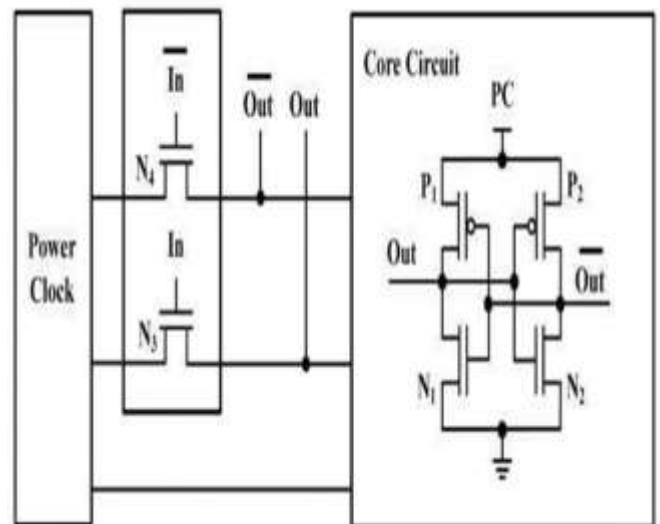 In
Out
Out
N4
In
N3
Power
Clock
Core Circuit
PC
P1
P2
Out
Out
N1
N2